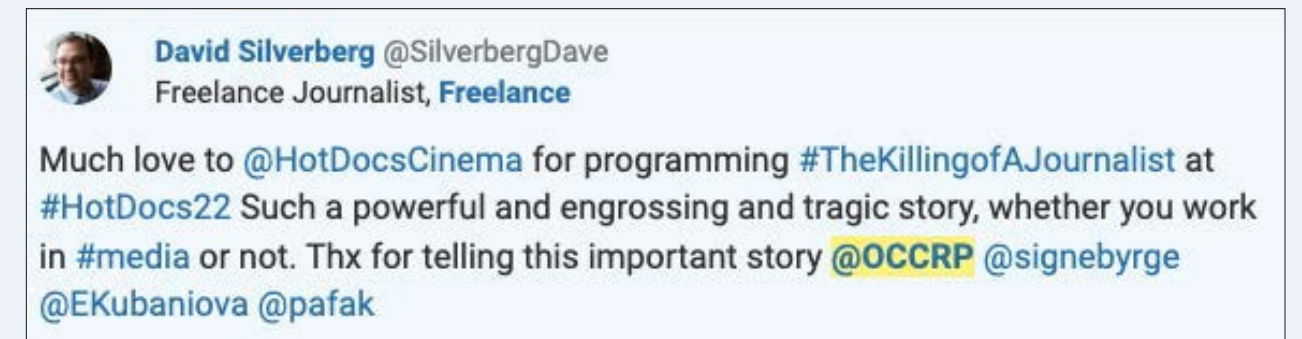 David Silverberg @SilverbergDave
Freelance Journalist, Freelance
Much love to @HotDocsCinema for programming #TheKillingofAJournalist at
#HotDocs22 Such a powerful and engrossing and tragic story, whether you work
in #media or not. Thx for telling this important story @OCCRP @signebyrge
@EKubaniova @pafak